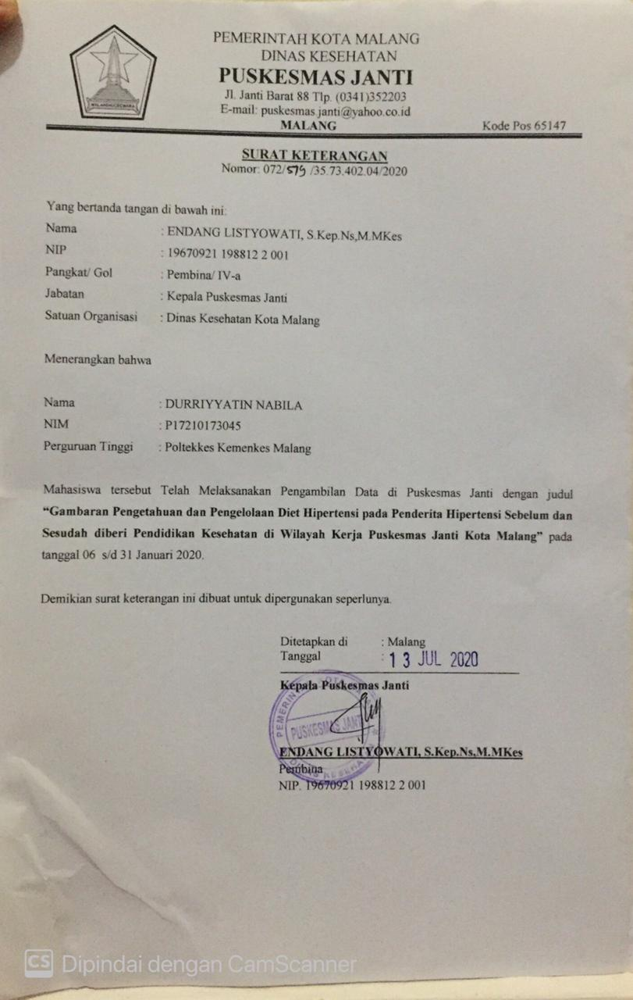 PEMERINTAH KOTA MALANG
DINAS KESEHATAN
PUSKESMAS JANTI
Jl. Janti Barat 88 Tlp. (0341)352203
E-mail: puskesmas janti@yahoo.co.id
MALANG Kode Pos 65147
SURAT KETERANGAN
Nomor: 072/579 /35.73.402.04/2020
Yang bertanda tangan di bawah ini:
Nama : ENDANG LISTYOWATI, S.Kep.Ns,M.MKes
NIP : 19670921 198812 2 001
Pangkat/ Gol : Pembina/ IV-a
Jabatan : Kepala Puskesmas Janti
Satuan Organisasi : Dinas Kesehatan Kota Malang
Menerangkan bahwa
Nama : DURRIYYATIN NABILA
NIM : P17210173045
Perguruan Tinggi : Poltekkes Kemenkes Malang
Mahasiswa tersebut Telah Melaksanakan Pengambilan Data di Puskesmas Janti dengan judul
“Gambaran Pengetahuan dan Pengelolaan Diet Hipertensi pada Penderita Hipertensi Sebelum dan
Sesudah diberi Pendidikan Kesehatan di Wilayah Kerja Puskesmas Janti Kota Malang” pada
tanggal 06 s/d 31 Januari 2020.
Demikian surat keterangan ini dibuat untuk dipergunakan seperlunya.
Ditetapkan di : Malang
Tanggal : 13 JUL 2020
Kepala Puskesmas Janti
PUSKESMAS JANTI
ENDANG LISTYOWATI, S.Kep.Ns,M.MKes
Pembina
NIP. 19670921 198812 2 001
CS Dipindai dengan CamScanner